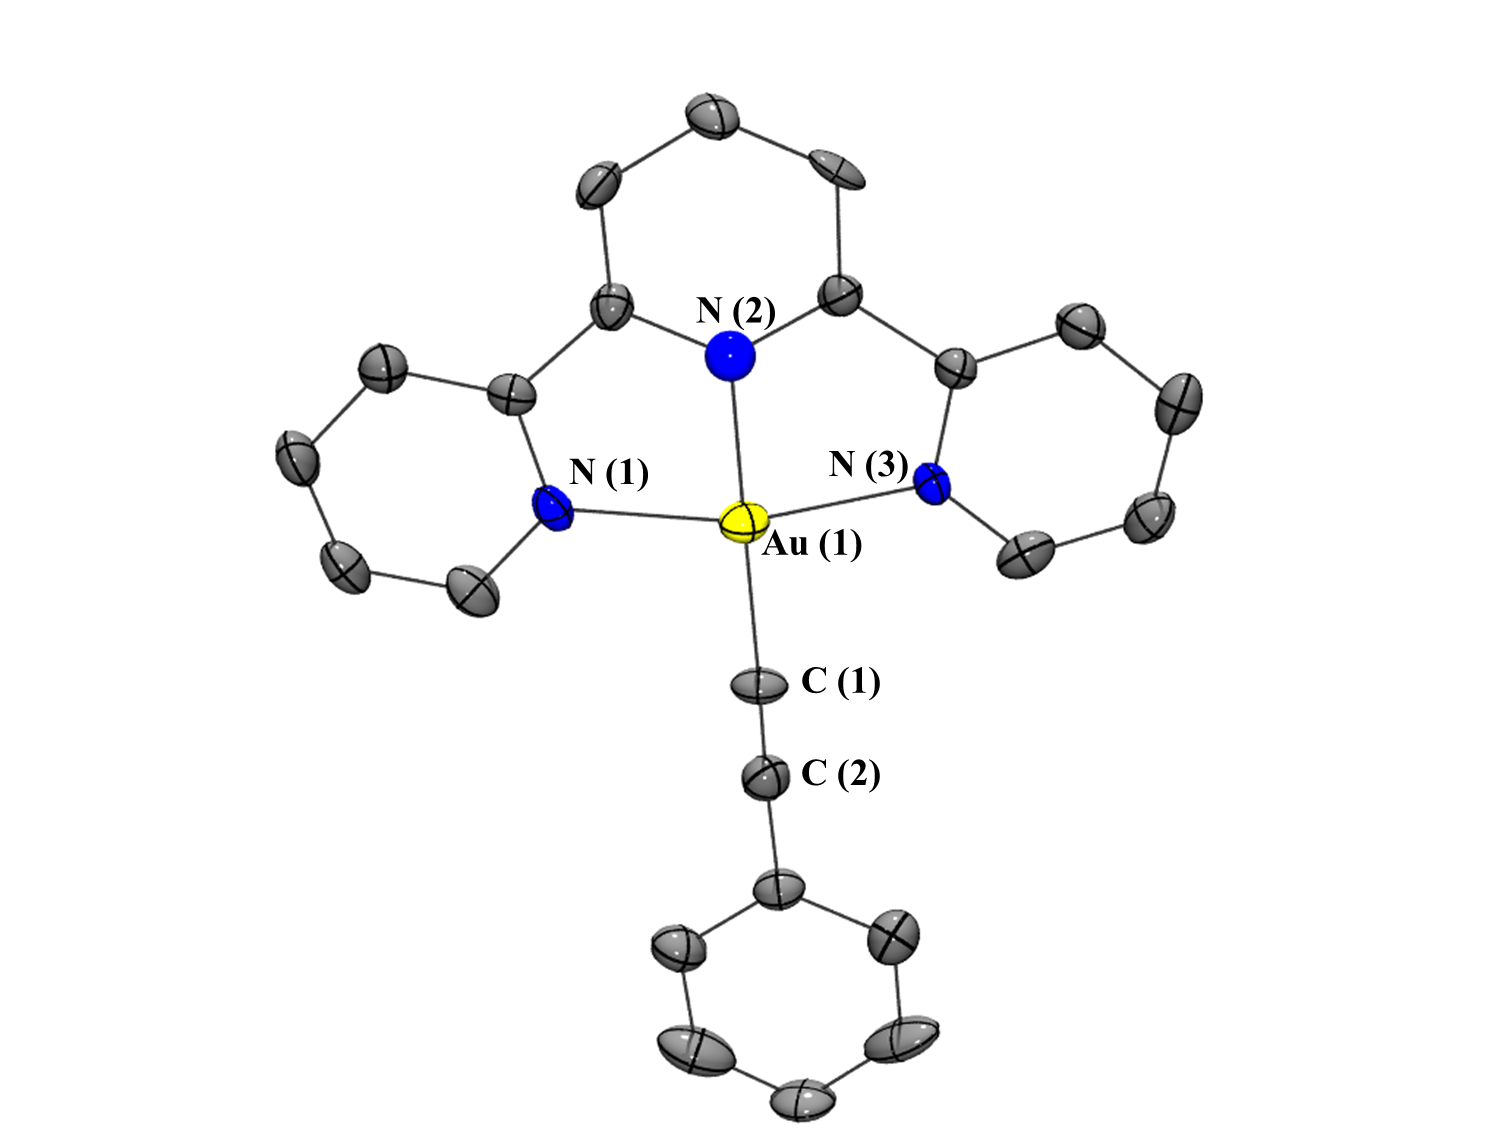 N (2)
N (1)
N (3)
Au (1)
C (1)
C (2)